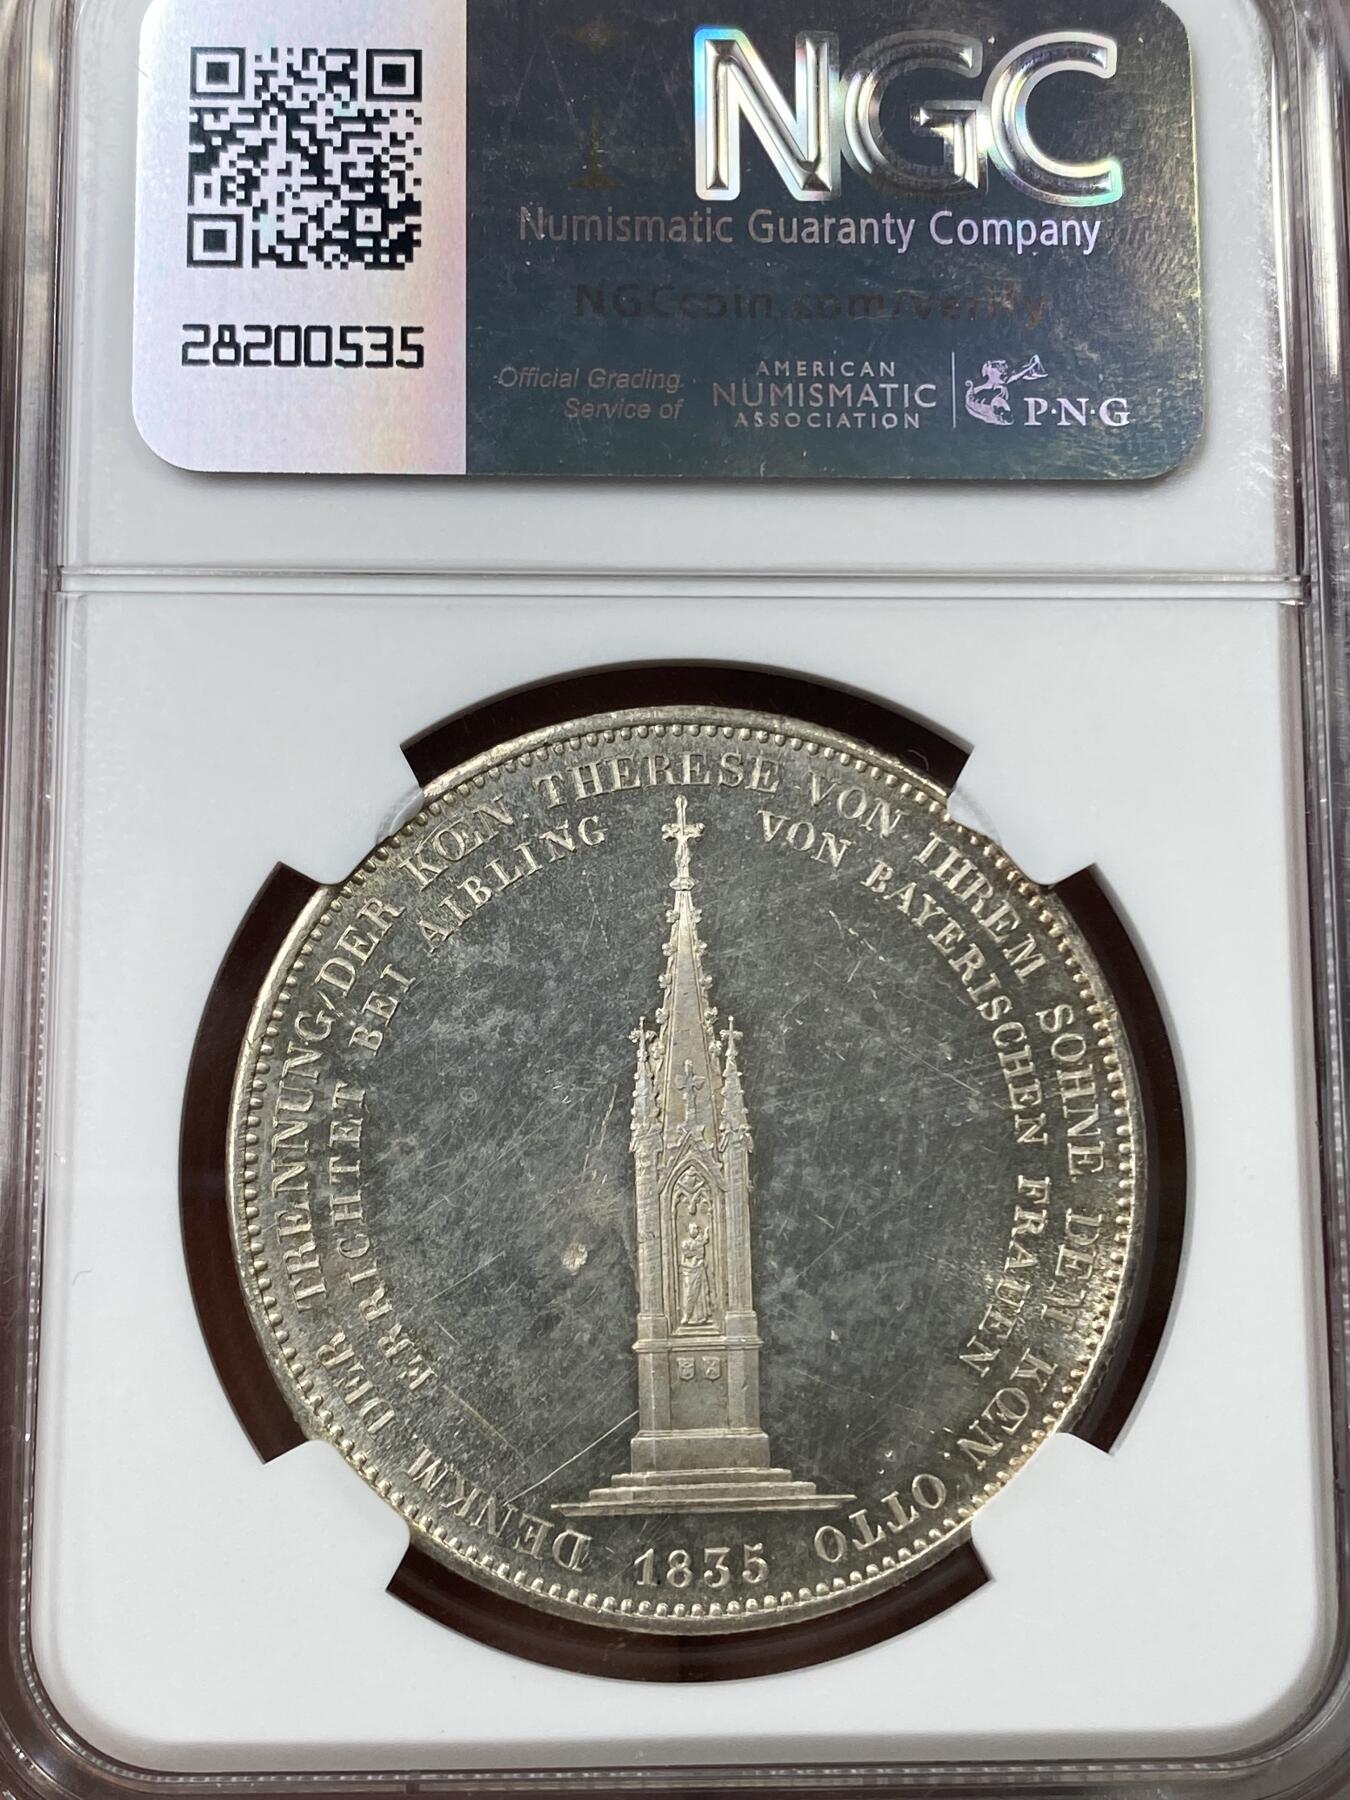 NGC
Numismatic Guaranty Company
NGCcoin.com/verify
28200535
Official Grading
Service of
AMERICAN
NUMISMATIC
ASSOCIATION
P·N·G
DENKM. DER TRENNUNG DER KŒN. THERESE VON IHREM SOHNE DEM KŒN. OTTO
ERRICHTET BEI AIBLING VON BAYERISCHEN FRAUEN
1835